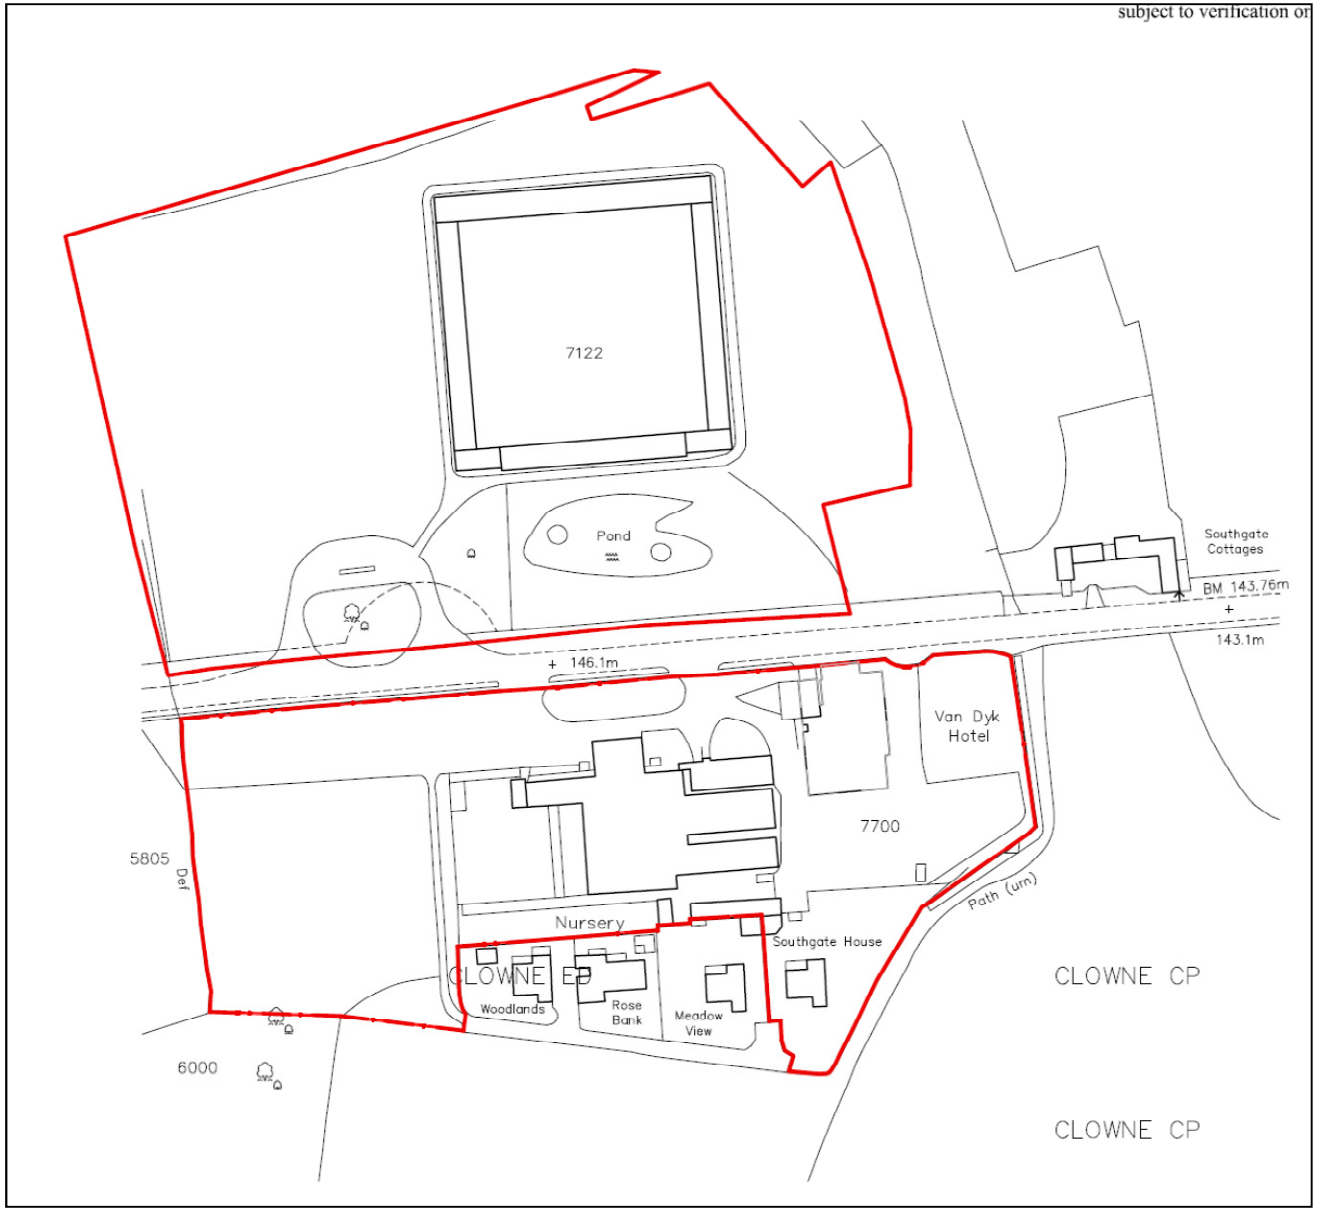 subject to verification or
7122
Pond
Southgate
Cottages
BM 143.76m
+
143.1m
+ 146.1m
Van Dyk
Hotel
7700
5805
Def
Path (um)
Nursery
Southgate House
CLOWNE ED
CLOWNE CP
Woodlands
Rose
Bank
Meadow
View
6000
CLOWNE CP